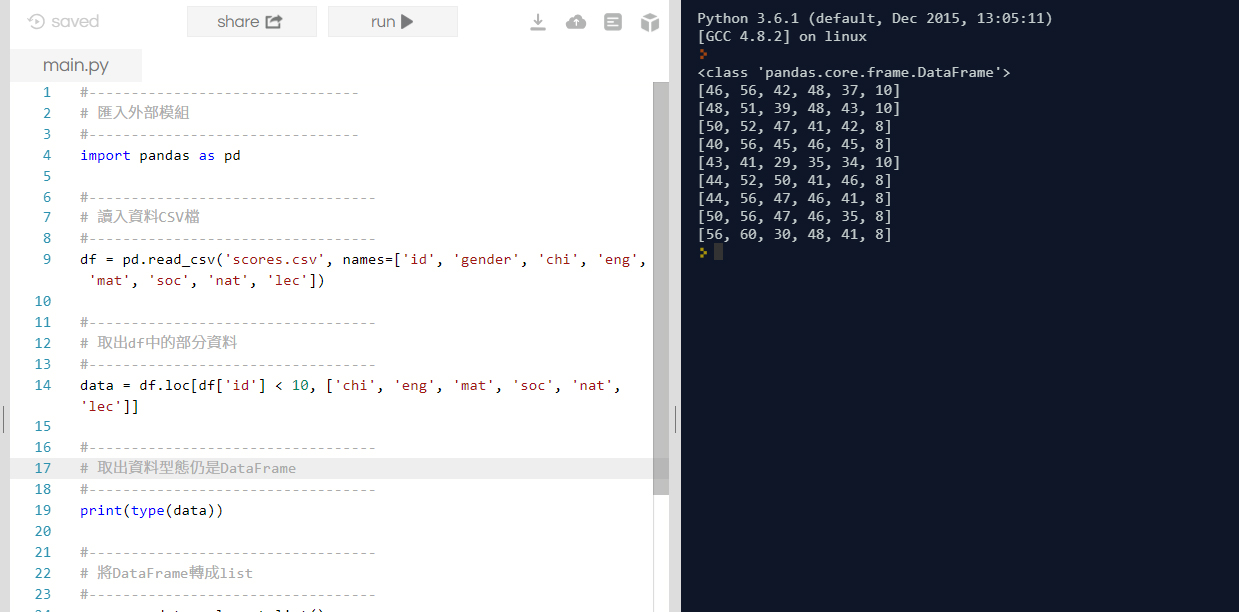 saved
share
run
main.py
1 #--------------------------------
2 # 匯入外部模組
3 #--------------------------------
4 import pandas as pd
5
6 #----------------------------------
7 # 讀入資料CSV檔
8 #----------------------------------
9 df = pd.read_csv('scores.csv', names=['id', 'gender', 'chi', 'eng',
'mat', 'soc', 'nat', 'lec'])
10
11 #----------------------------------
12 # 取出df中的部分資料
13 #----------------------------------
14 data = df.loc[df['id'] < 10, ['chi', 'eng', 'mat', 'soc', 'nat',
'lec']]
15
16 #----------------------------------
17 # 取出資料型態仍是DataFrame
18 #----------------------------------
19 print(type(data))
20
21 #----------------------------------
22 # 將DataFrame轉成list
23 #----------------------------------
Python 3.6.1 (default, Dec 2015, 13:05:11)
[GCC 4.8.2] on linux
<class 'pandas.core.frame.DataFrame'>
[46, 56, 42, 48, 37, 10]
[48, 51, 39, 48, 43, 10]
[50, 52, 47, 41, 42, 8]
[40, 56, 45, 46, 45, 8]
[43, 41, 29, 35, 34, 10]
[44, 52, 50, 41, 46, 8]
[44, 56, 47, 46, 41, 8]
[50, 56, 47, 46, 35, 8]
[56, 60, 30, 48, 41, 8]